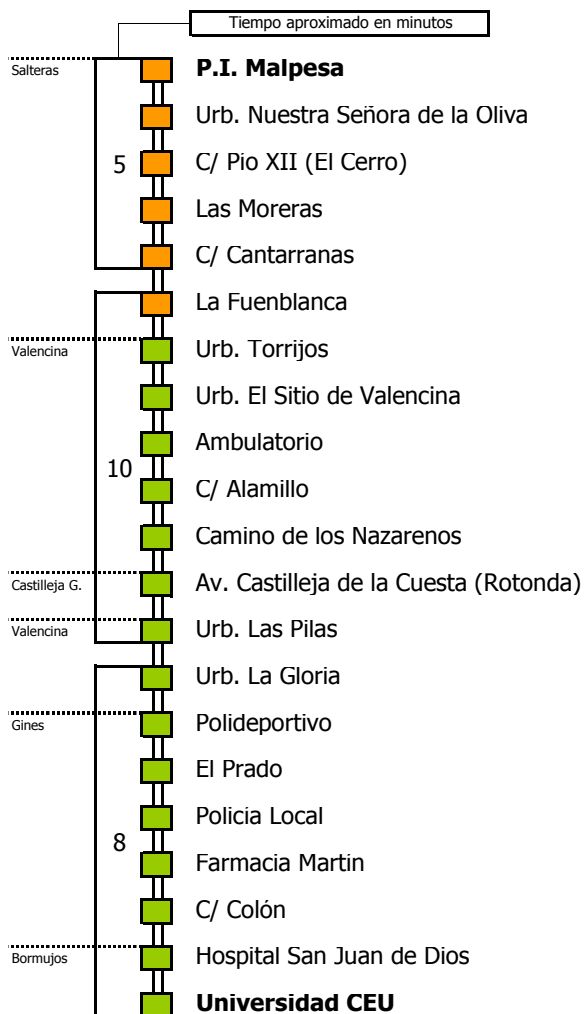 Tiempo aproximado en minutos
Salteras
P.I. Malpesa
Urb. Nuestra Señora de la Oliva
5
C/ Pio XII (El Cerro)
Las Moreras
C/ Cantarranas
La Fuenblanca
Valencina
Urb. Torrijos
Urb. El Sitio de Valencina
Ambulatorio
10
C/ Alamillo
Camino de los Nazarenos
Castilleja G.
Av. Castilleja de la Cuesta (Rotonda)
Valencina
Urb. Las Pilas
Urb. La Gloria
Gines
Polideportivo
El Prado
Policia Local
8
Farmacia Martin
C/ Colón
Bormujos
Hospital San Juan de Dios
Universidad CEU